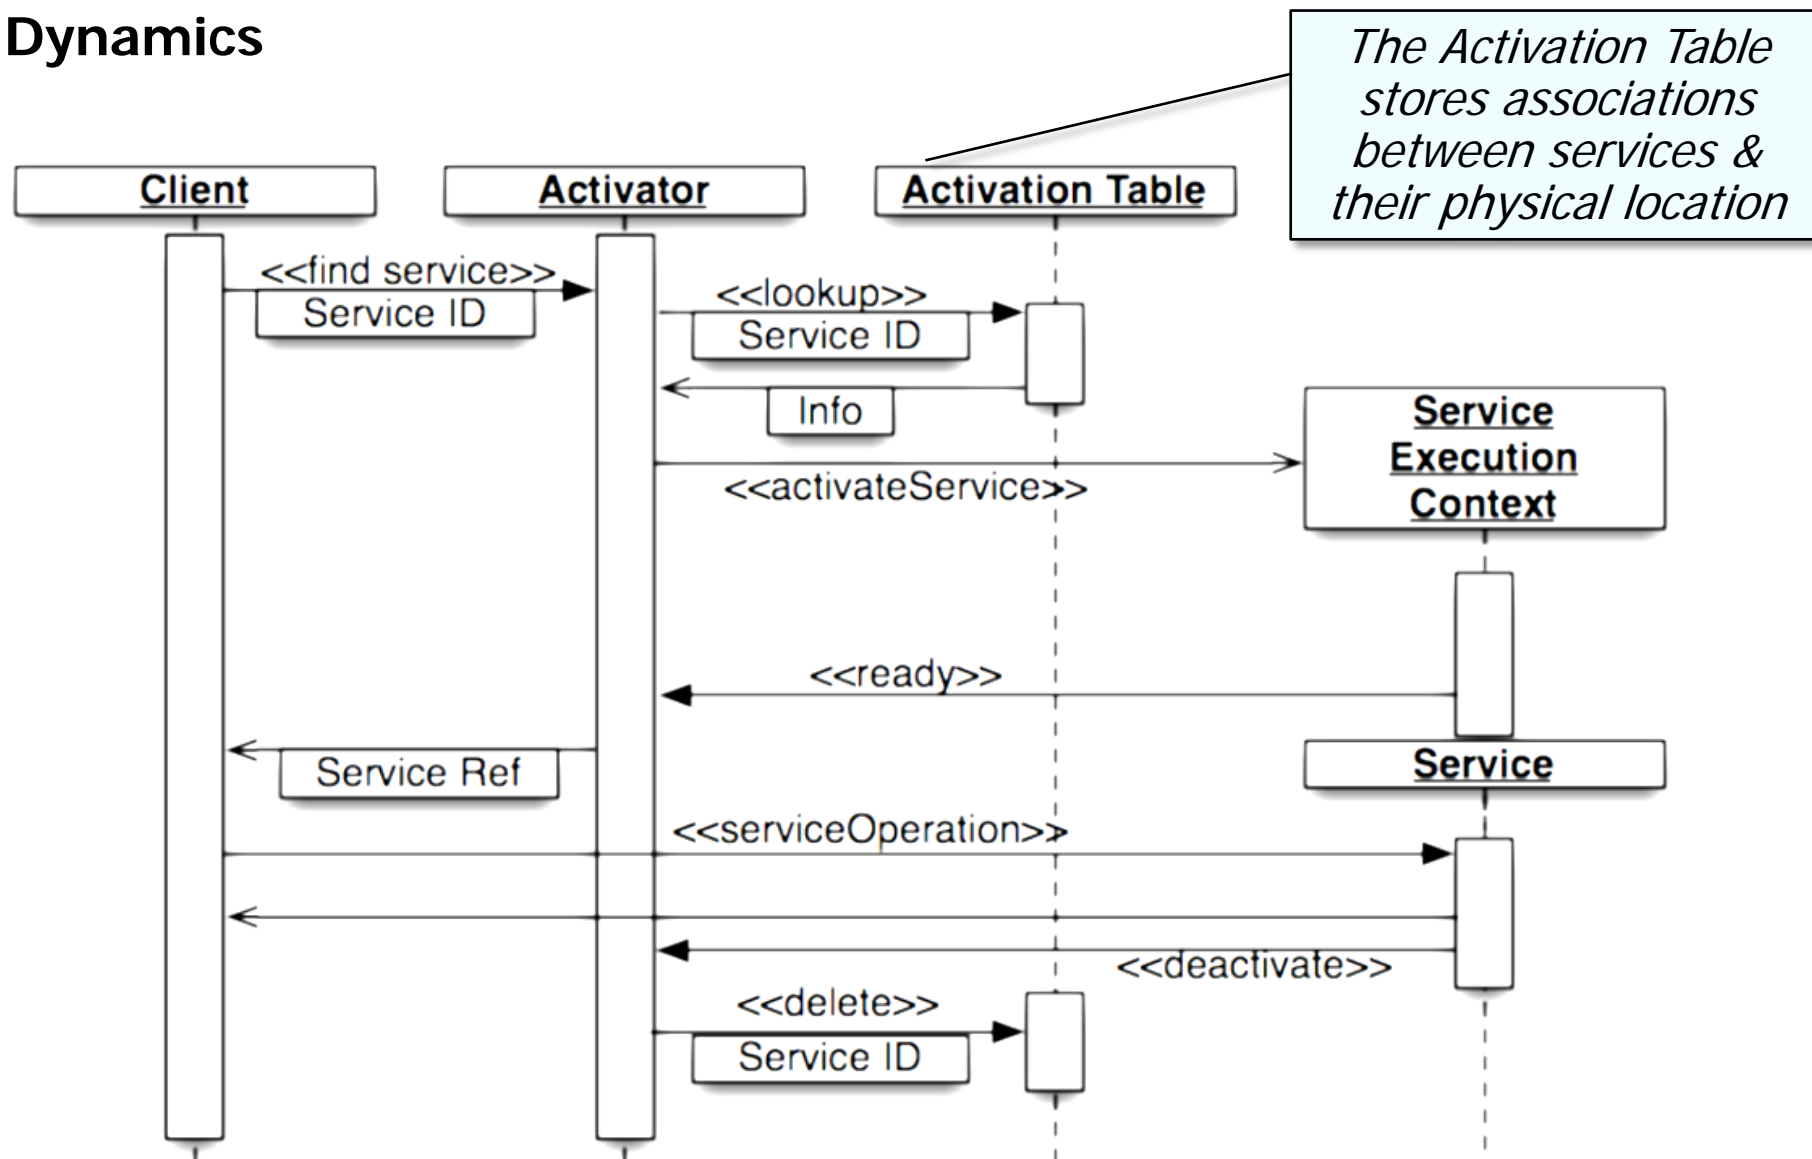 Dynamics
The Activation Table
stores associations
between services &
their physical location
Client
Activator
Activation Table
<<find service>>
Service ID
<<lookup>>
Service ID
Info
Service
Execution
Context
<<activateService>>
<<ready>>
Service Ref
Service
<<serviceOperation>>
<<deactivate>>
<<delete>>
Service ID